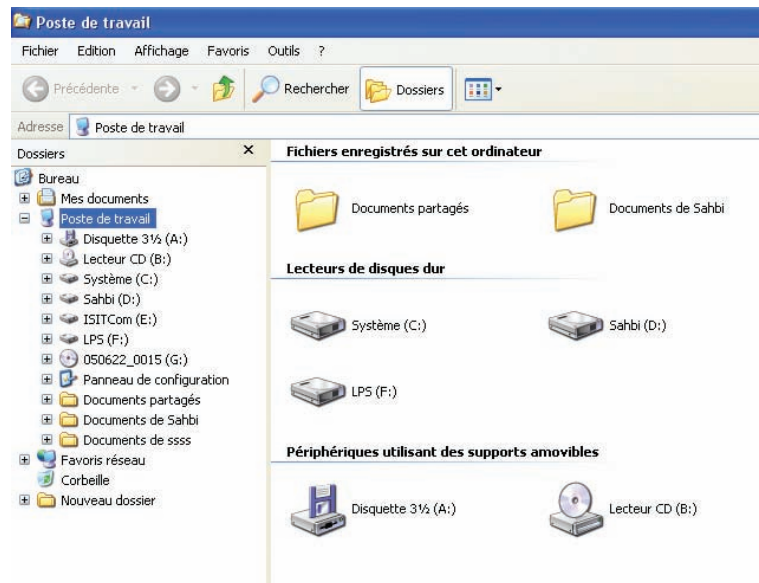 Poste de travail
Fichier Edition Affichage Favoris Outils ?
Précédente Rechercher Dossiers
Adresse Poste de travail
Dossiers
Bureau
Mes documents
Poste de travail
Disquette 3½ (A:)
Lecteur CD (B:)
Système (C:)
Sahbi (D:)
ISITCom (E:)
LPS (F:)
050622_0015 (G:)
Panneau de configuration
Documents partagés
Documents de Sahbi
Documents de ssss
Favoris réseau
Corbeille
Nouveau dossier
Fichiers enregistrés sur cet ordinateur
Documents partagés Documents de Sahbi
Lecteurs de disques dur
Système (C:) Sahbi (D:)
LPS (F:)
Périphériques utilisant des supports amovibles
Disquette 3½ (A:) Lecteur CD (B:)